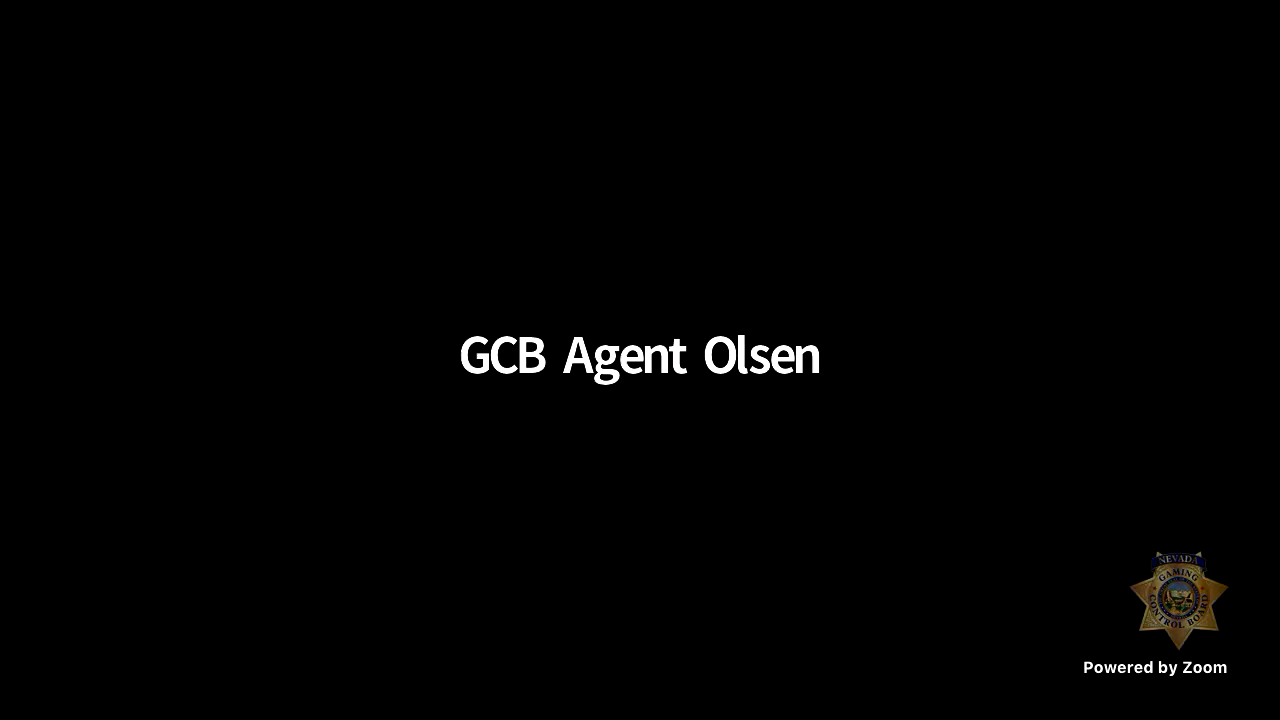 GCB Agent Olsen
NEVADA
GAMING
CONTROL BOARD
Powered by Zoom